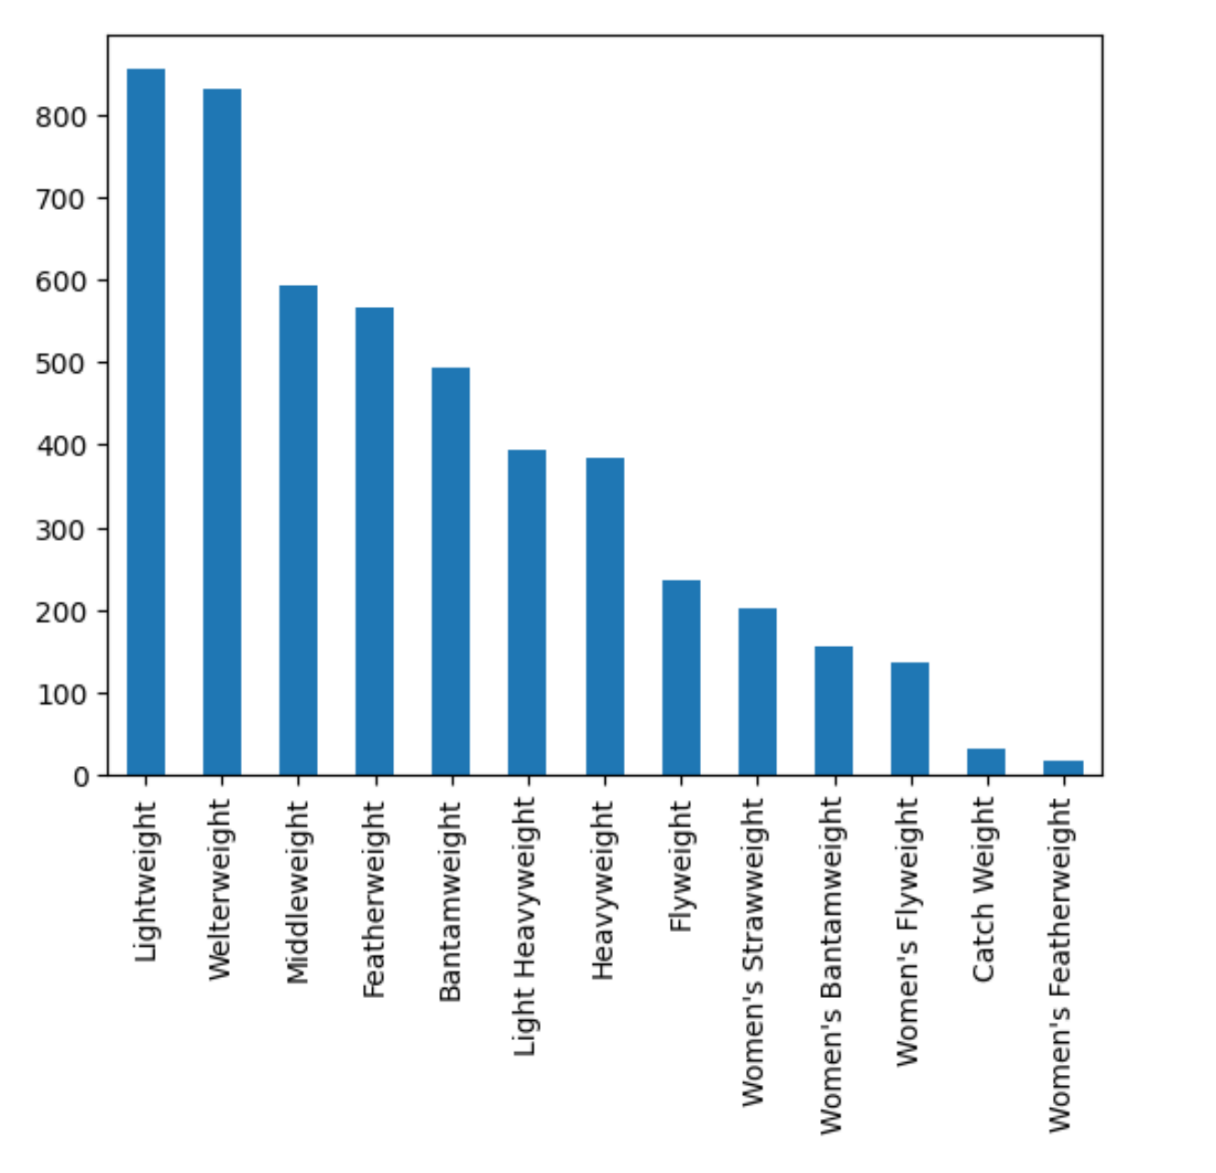 800
700
600
500
400
300
200
100
0
Lightweight
Welterweight
Middleweight
Featherweight
Bantamweight
Light Heavyweight
Heavyweight
Flyweight
Women's Strawweight
Women's Bantamweight
Women's Flyweight
Catch Weight
Women's Featherweight